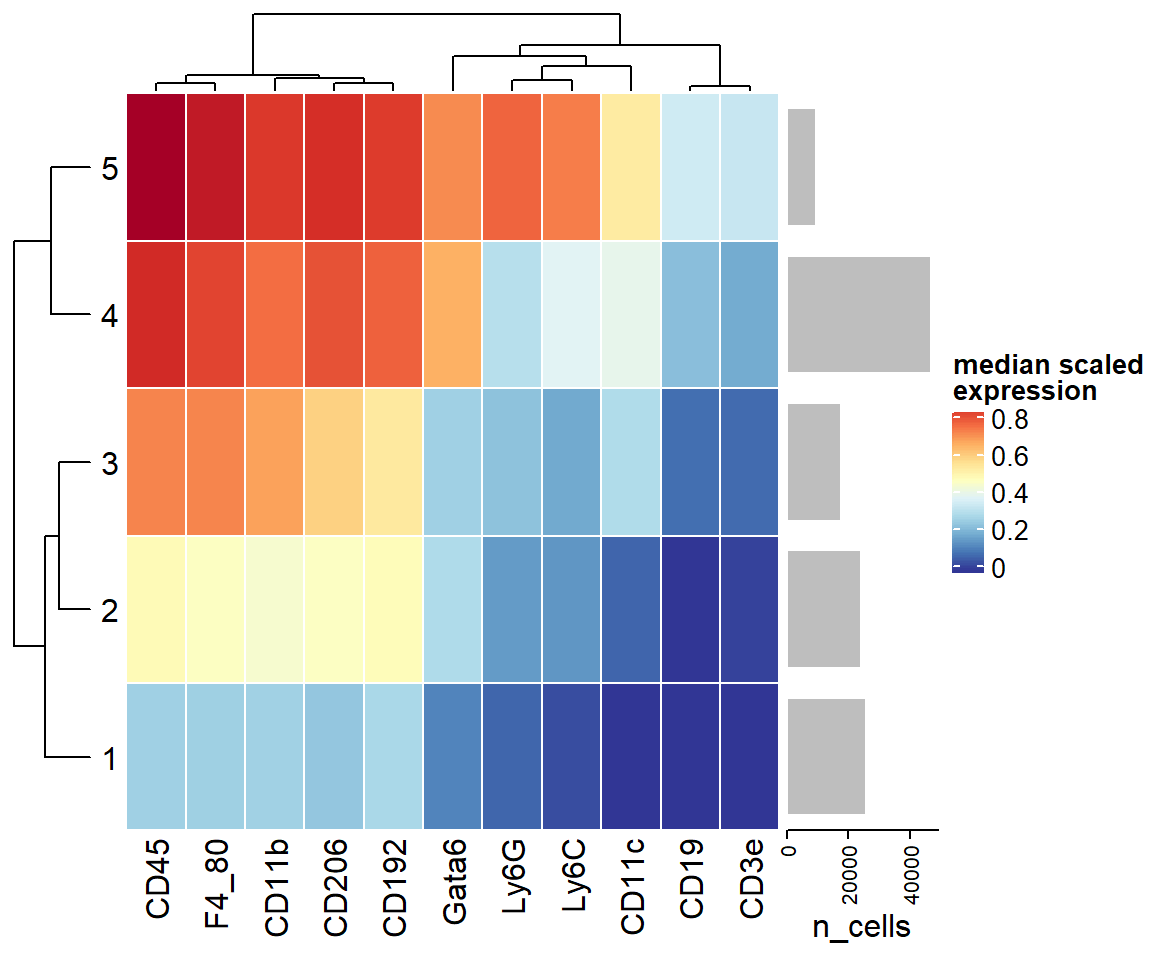 5
4
3
2
1
median scaled
expression
0.8
0.6
0.4
0.2
0
CD45
F4_80
CD11b
CD206
CD192
Gata6
Ly6G
Ly6C
CD11c
CD19
CD3e
0
20000
40000
n_cells